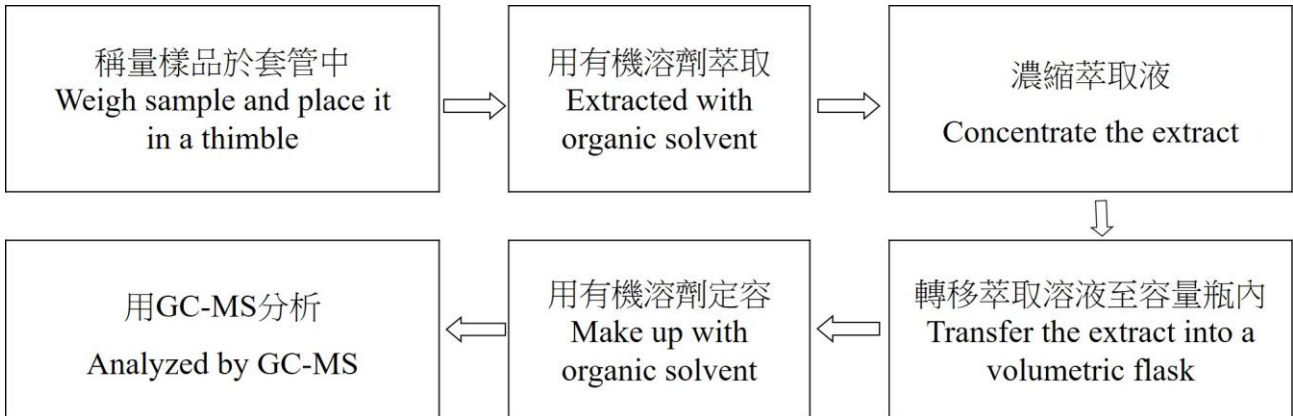 稱量樣品於套管中
Weigh sample and place it
in a thimble
用有機溶劑萃取
Extracted with
organic solvent
濃縮萃取液
Concentrate the extract
轉移萃取溶液至容量瓶內
Transfer the extract into a
volumetric flask
用有機溶劑定容
Make up with
organic solvent
用GC-MS分析
Analyzed by GC-MS